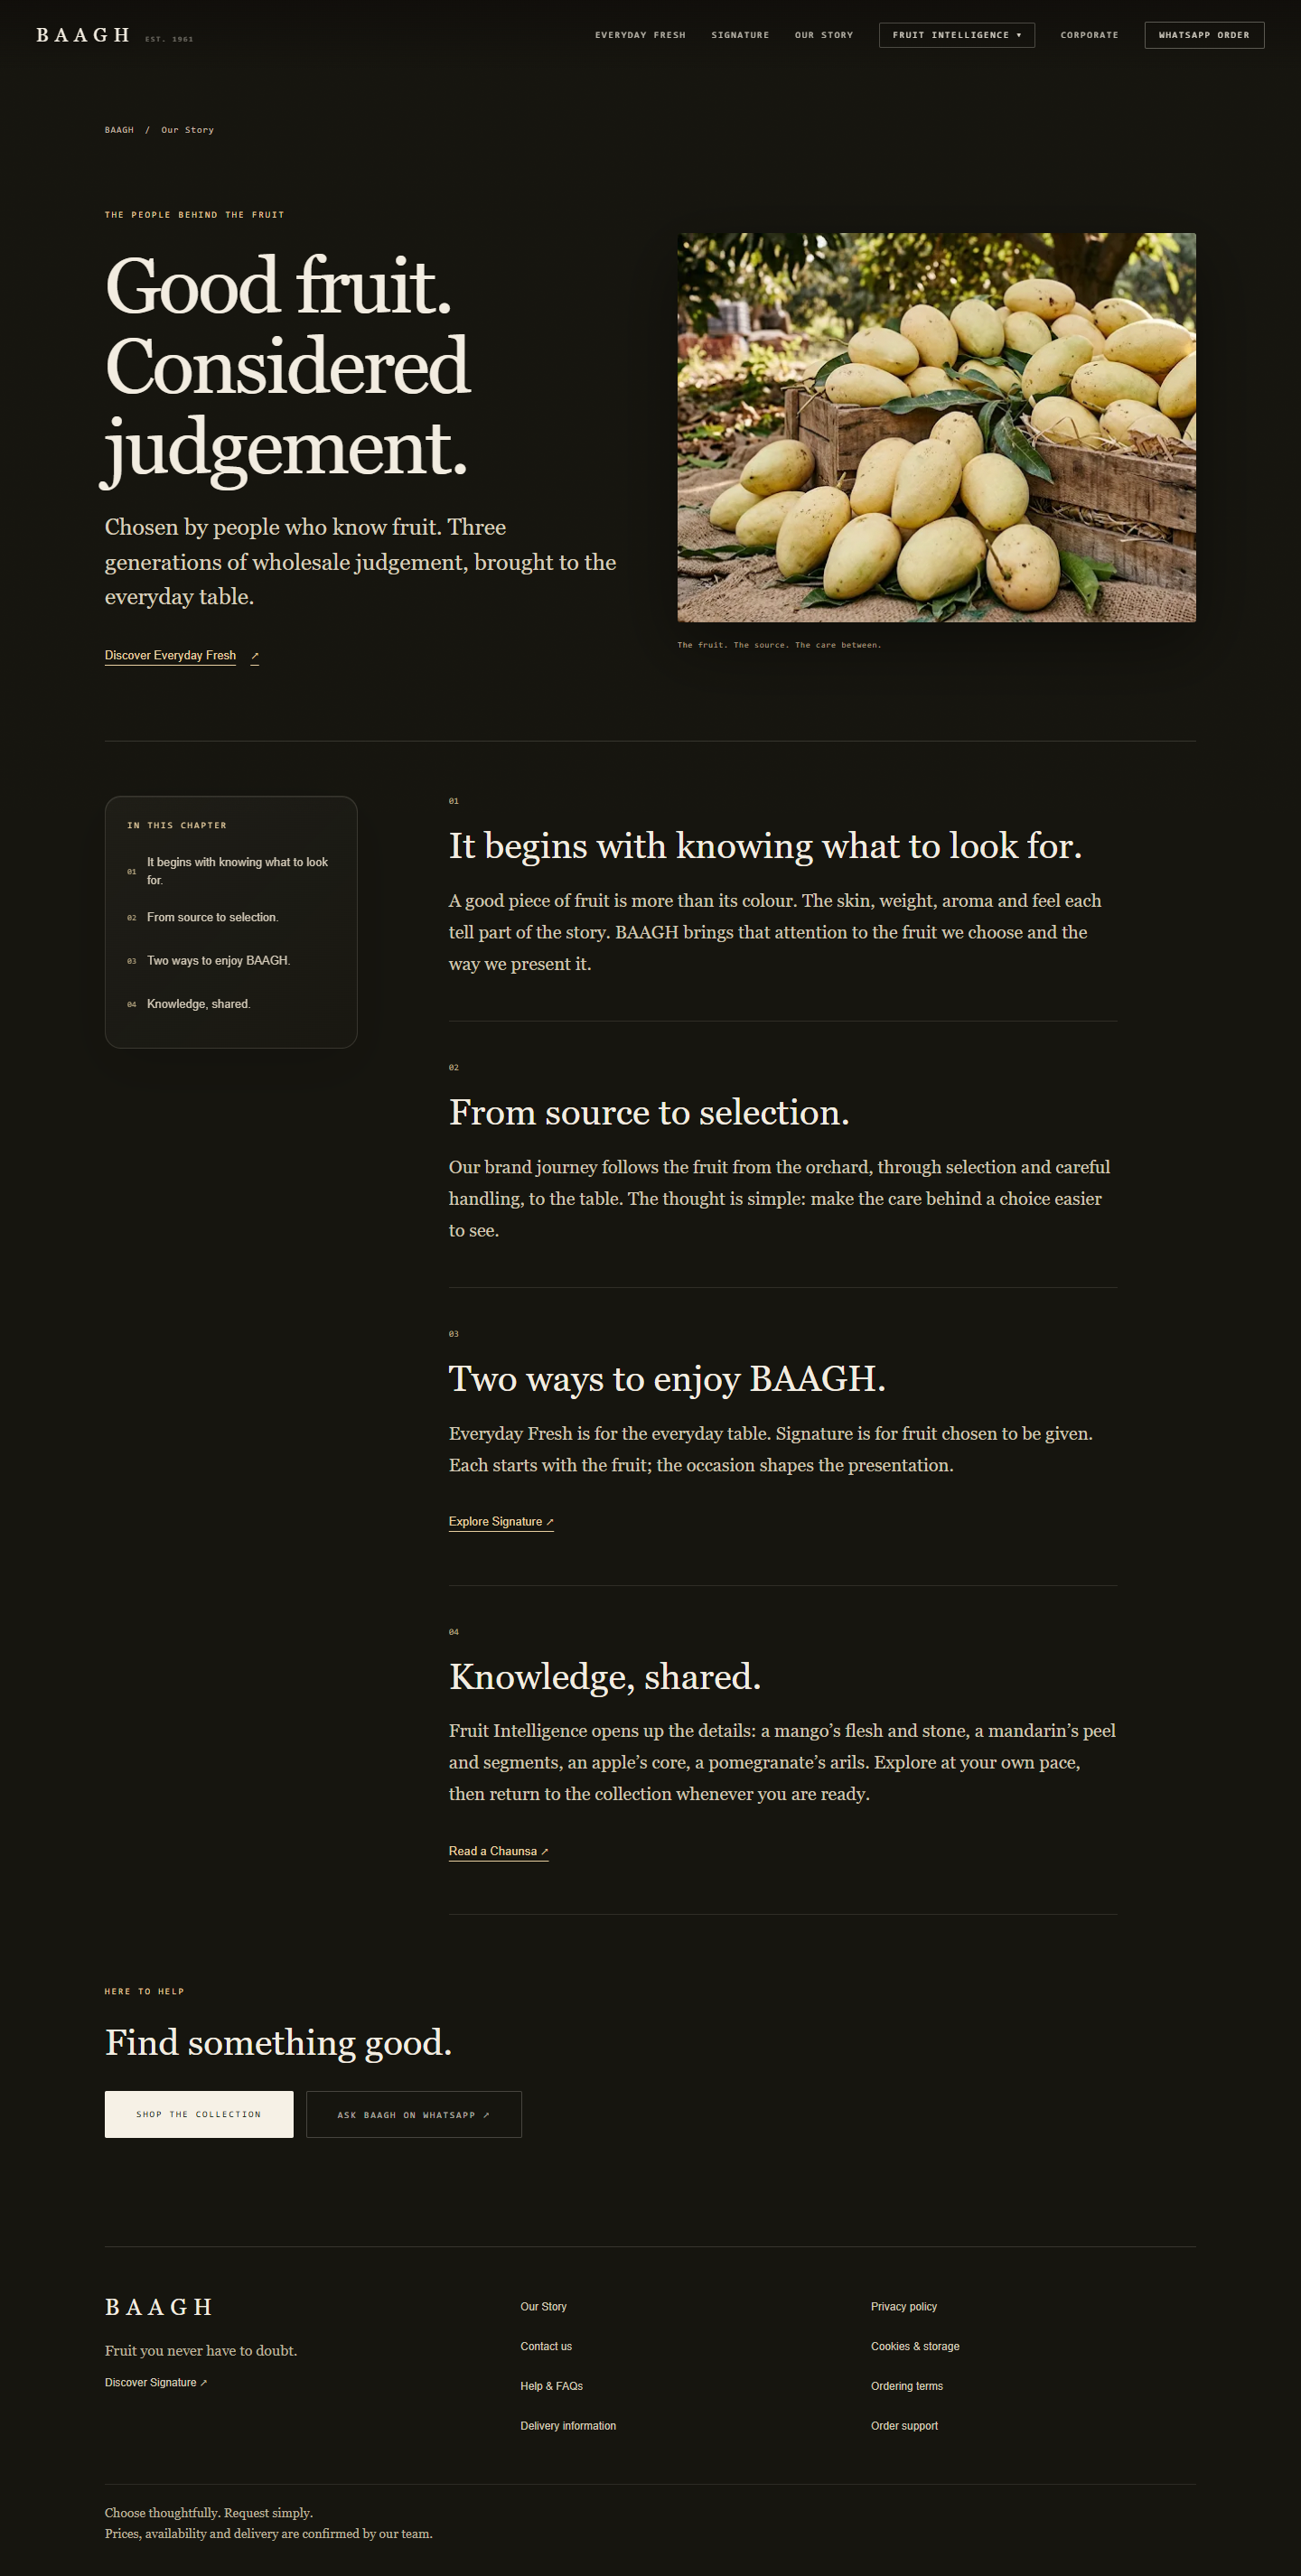 BAAGH EST. 1961
EVERYDAY FRESH SIGNATURE OUR STORY FRUIT INTELLIGENCE ▾ CORPORATE WHATSAPP ORDER
BAAGH / Our Story
THE PEOPLE BEHIND THE FRUIT
Good fruit.
Considered
judgement.
Chosen by people who know fruit. Three
generations of wholesale judgement, brought to the
everyday table.
Discover Everyday Fresh ↗
The fruit. The source. The care between.
IN THIS CHAPTER
01 It begins with knowing what to look
for.
02 From source to selection.
03 Two ways to enjoy BAAGH.
04 Knowledge, shared.
01
It begins with knowing what to look for.
A good piece of fruit is more than its colour. The skin, weight, aroma and feel each
tell part of the story. BAAGH brings that attention to the fruit we choose and the
way we present it.
02
From source to selection.
Our brand journey follows the fruit from the orchard, through selection and careful
handling, to the table. The thought is simple: make the care behind a choice easier
to see.
03
Two ways to enjoy BAAGH.
Everyday Fresh is for the everyday table. Signature is for fruit chosen to be given.
Each starts with the fruit; the occasion shapes the presentation.
Explore Signature ↗
04
Knowledge, shared.
Fruit Intelligence opens up the details: a mango’s flesh and stone, a mandarin’s peel
and segments, an apple’s core, a pomegranate’s arils. Explore at your own pace,
then return to the collection whenever you are ready.
Read a Chaunsa ↗
HERE TO HELP
Find something good.
SHOP THE COLLECTION ASK BAAGH ON WHATSAPP ↗
BAAGH
Fruit you never have to doubt.
Discover Signature ↗
Our Story
Contact us
Help & FAQs
Delivery information
Privacy policy
Cookies & storage
Ordering terms
Order support
Choose thoughtfully. Request simply.
Prices, availability and delivery are confirmed by our team.